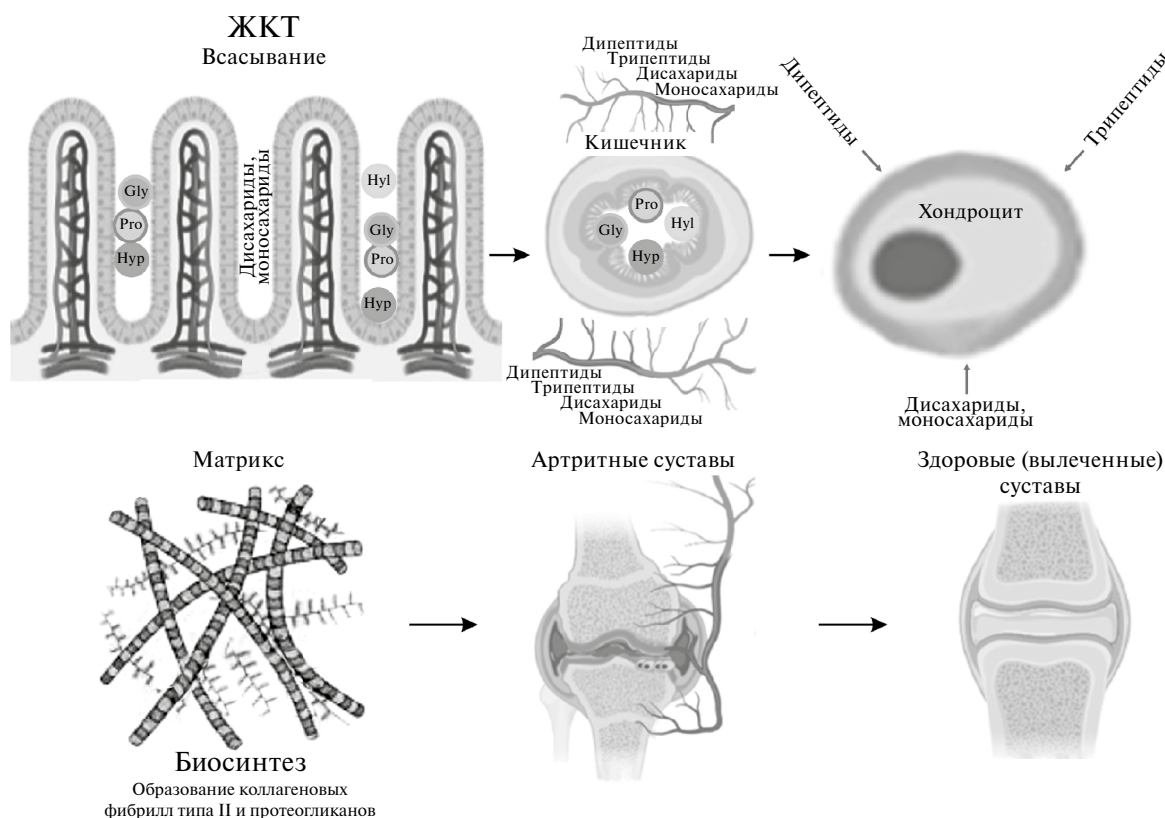 ЖКТ
Всасывание
Gly
Pro
Hyp
Дисахариды,
моносахариды
Hyl
Gly
Pro
Hyp
Дипептиды
Трипептиды
Дисахариды
Моносахариды
Кишечник
Pro
Gly
Hyl
Hyp
Дипептиды
Трипептиды
Дисахариды
Моносахариды
Дипептиды
Трипептиды
Хондроцит
Дисахариды,
моносахариды
Матрикс
Биосинтез
Образование коллагеновых
фибрилл типа II и протеогликанов
Артритные суставы
Здоровые (вылеченные)
суставы